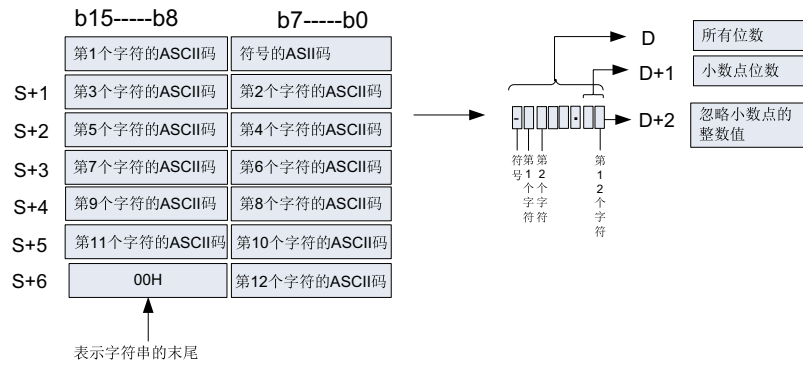 b15-----b8 b7-----b0
第1个字符的ASCII码 符号的ASII码
S+1 第3个字符的ASCII码 第2个字符的ASCII码
S+2 第5个字符的ASCII码 第4个字符的ASCII码
S+3 第7个字符的ASCII码 第6个字符的ASCII码
S+4 第9个字符的ASCII码 第8个字符的ASCII码
S+5 第11个字符的ASCII码 第10个字符的ASCII码
S+6 00H 第12个字符的ASCII码
表示字符串的末尾
D 所有位数
D+1 小数点位数
- . D+2 忽略小数点的
整数值
符号
第1个字符
第2个字符
第12个字符